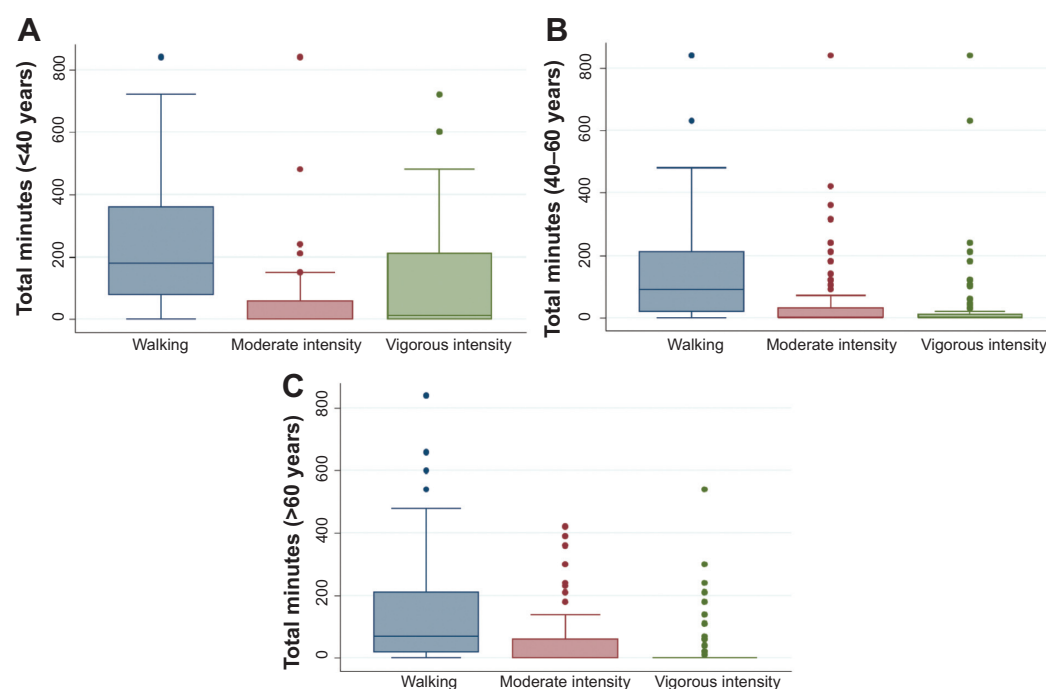 A
Total minutes (<40 years)
800
600
400
200
0
Walking
Moderate intensity
Vigorous intensity
B
Total minutes (40–60 years)
800
600
400
200
0
Walking
Moderate intensity
Vigorous intensity
C
Total minutes (>60 years)
800
600
400
200
0
Walking
Moderate intensity
Vigorous intensity